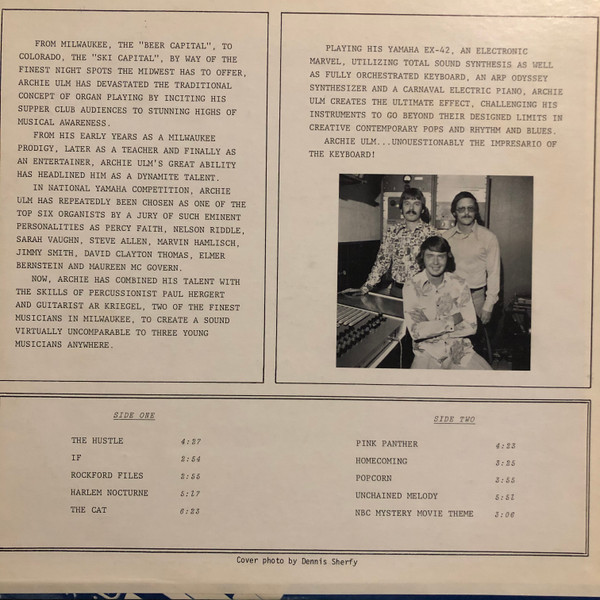 FROM MILWAUKEE, THE "BEER CAPITAL", TO
COLORADO, THE "SKI CAPITAL", BY WAY OF THE
FINEST NIGHT SPOTS THE MIDWEST HAS TO OFFER,
ARCHIE ULM HAS DEVASTATED THE TRADITIONAL
CONCEPT OF ORGAN PLAYING BY INCITING HIS
SUPPER CLUB AUDIENCES TO STUNNING HIGHS OF
MUSICAL AWARENESS.
FROM HIS EARLY YEARS AS A MILWAUKEE
PRODIGY, LATER AS A TEACHER AND FINALLY AS
AN ENTERTAINER, ARCHIE ULM'S GREAT ABILITY
HAS HEADLINED HIM AS A DYNAMITE TALENT.
IN NATIONAL YAMAHA COMPETITION, ARCHIE
ULM HAS REPEATEDLY BEEN CHOSEN AS ONE OF THE
TOP SIX ORGANISTS BY A JURY OF SUCH EMINENT
PERSONALITIES AS PERCY FAITH, NELSON RIDDLE,
SARAH VAUGHN, STEVE ALLEN, MARVIN HAMLISCH,
JIMMY SMITH, DAVID CLAYTON THOMAS, ELMER
BERNSTEIN AND MAUREEN MC GOVERN.
NOW, ARCHIE HAS COMBINED HIS TALENT WITH
THE SKILLS OF PERCUSSIONIST PAUL HERGERT
AND GUITARIST AR KRIEGEL, TWO OF THE FINEST
MUSICIANS IN MILWAUKEE, TO CREATE A SOUND
VIRTUALLY UNCOMPARABLE TO THREE YOUNG
MUSICIANS ANYWHERE.
PLAYING HIS YAMAHA EX-42, AN ELECTRONIC
MARVEL, UTILIZING TOTAL SOUND SYNTHESIS AS WELL
AS FULLY ORCHESTRATED KEYBOARD, AN ARP ODYSSEY
SYNTHESIZER AND A CARNAVAL ELECTRIC PIANO, ARCHIE
ULM CREATES THE ULTIMATE EFFECT, CHALLENGING HIS
INSTRUMENTS TO GO BEYOND THEIR DESIGNED LIMITS IN
CREATIVE CONTEMPORARY POPS AND RHYTHM AND BLUES.
ARCHIE ULM...UNQUESTIONABLY THE IMPRESARIO OF
THE KEYBOARD!
SIDE ONE
THE HUSTLE 4:27
IF 2:54
ROCKFORD FILES 2:55
HARLEM NOCTURNE 5:17
THE CAT 6:23
SIDE TWO
PINK PANTHER 4:23
HOMECOMING 3:25
POPCORN 3:55
UNCHAINED MELODY 5:51
NBC MYSTERY MOVIE THEME 3:06
Cover photo by Dennis Sherfy